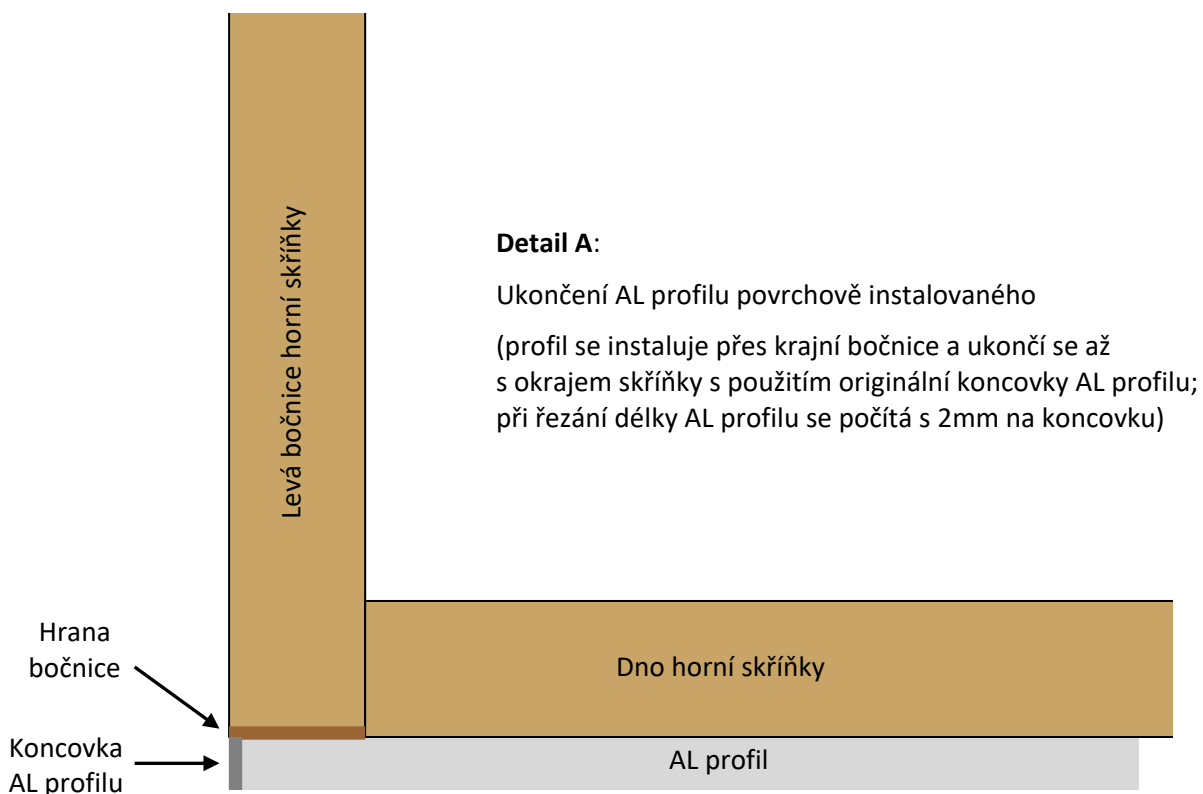 Levá bočnice horní skříňky
Detail A:
Ukončení AL profilu povrchově instalovaného
(profil se instaluje přes krajní bočnice a ukončí se až
s okrajem skříňky s použitím originální koncovky AL profilu;
při řezání délky AL profilu se počítá s 2mm na koncovku)
Hrana
bočnice
Dno horní skříňky
Koncovka
AL profilu
AL profil